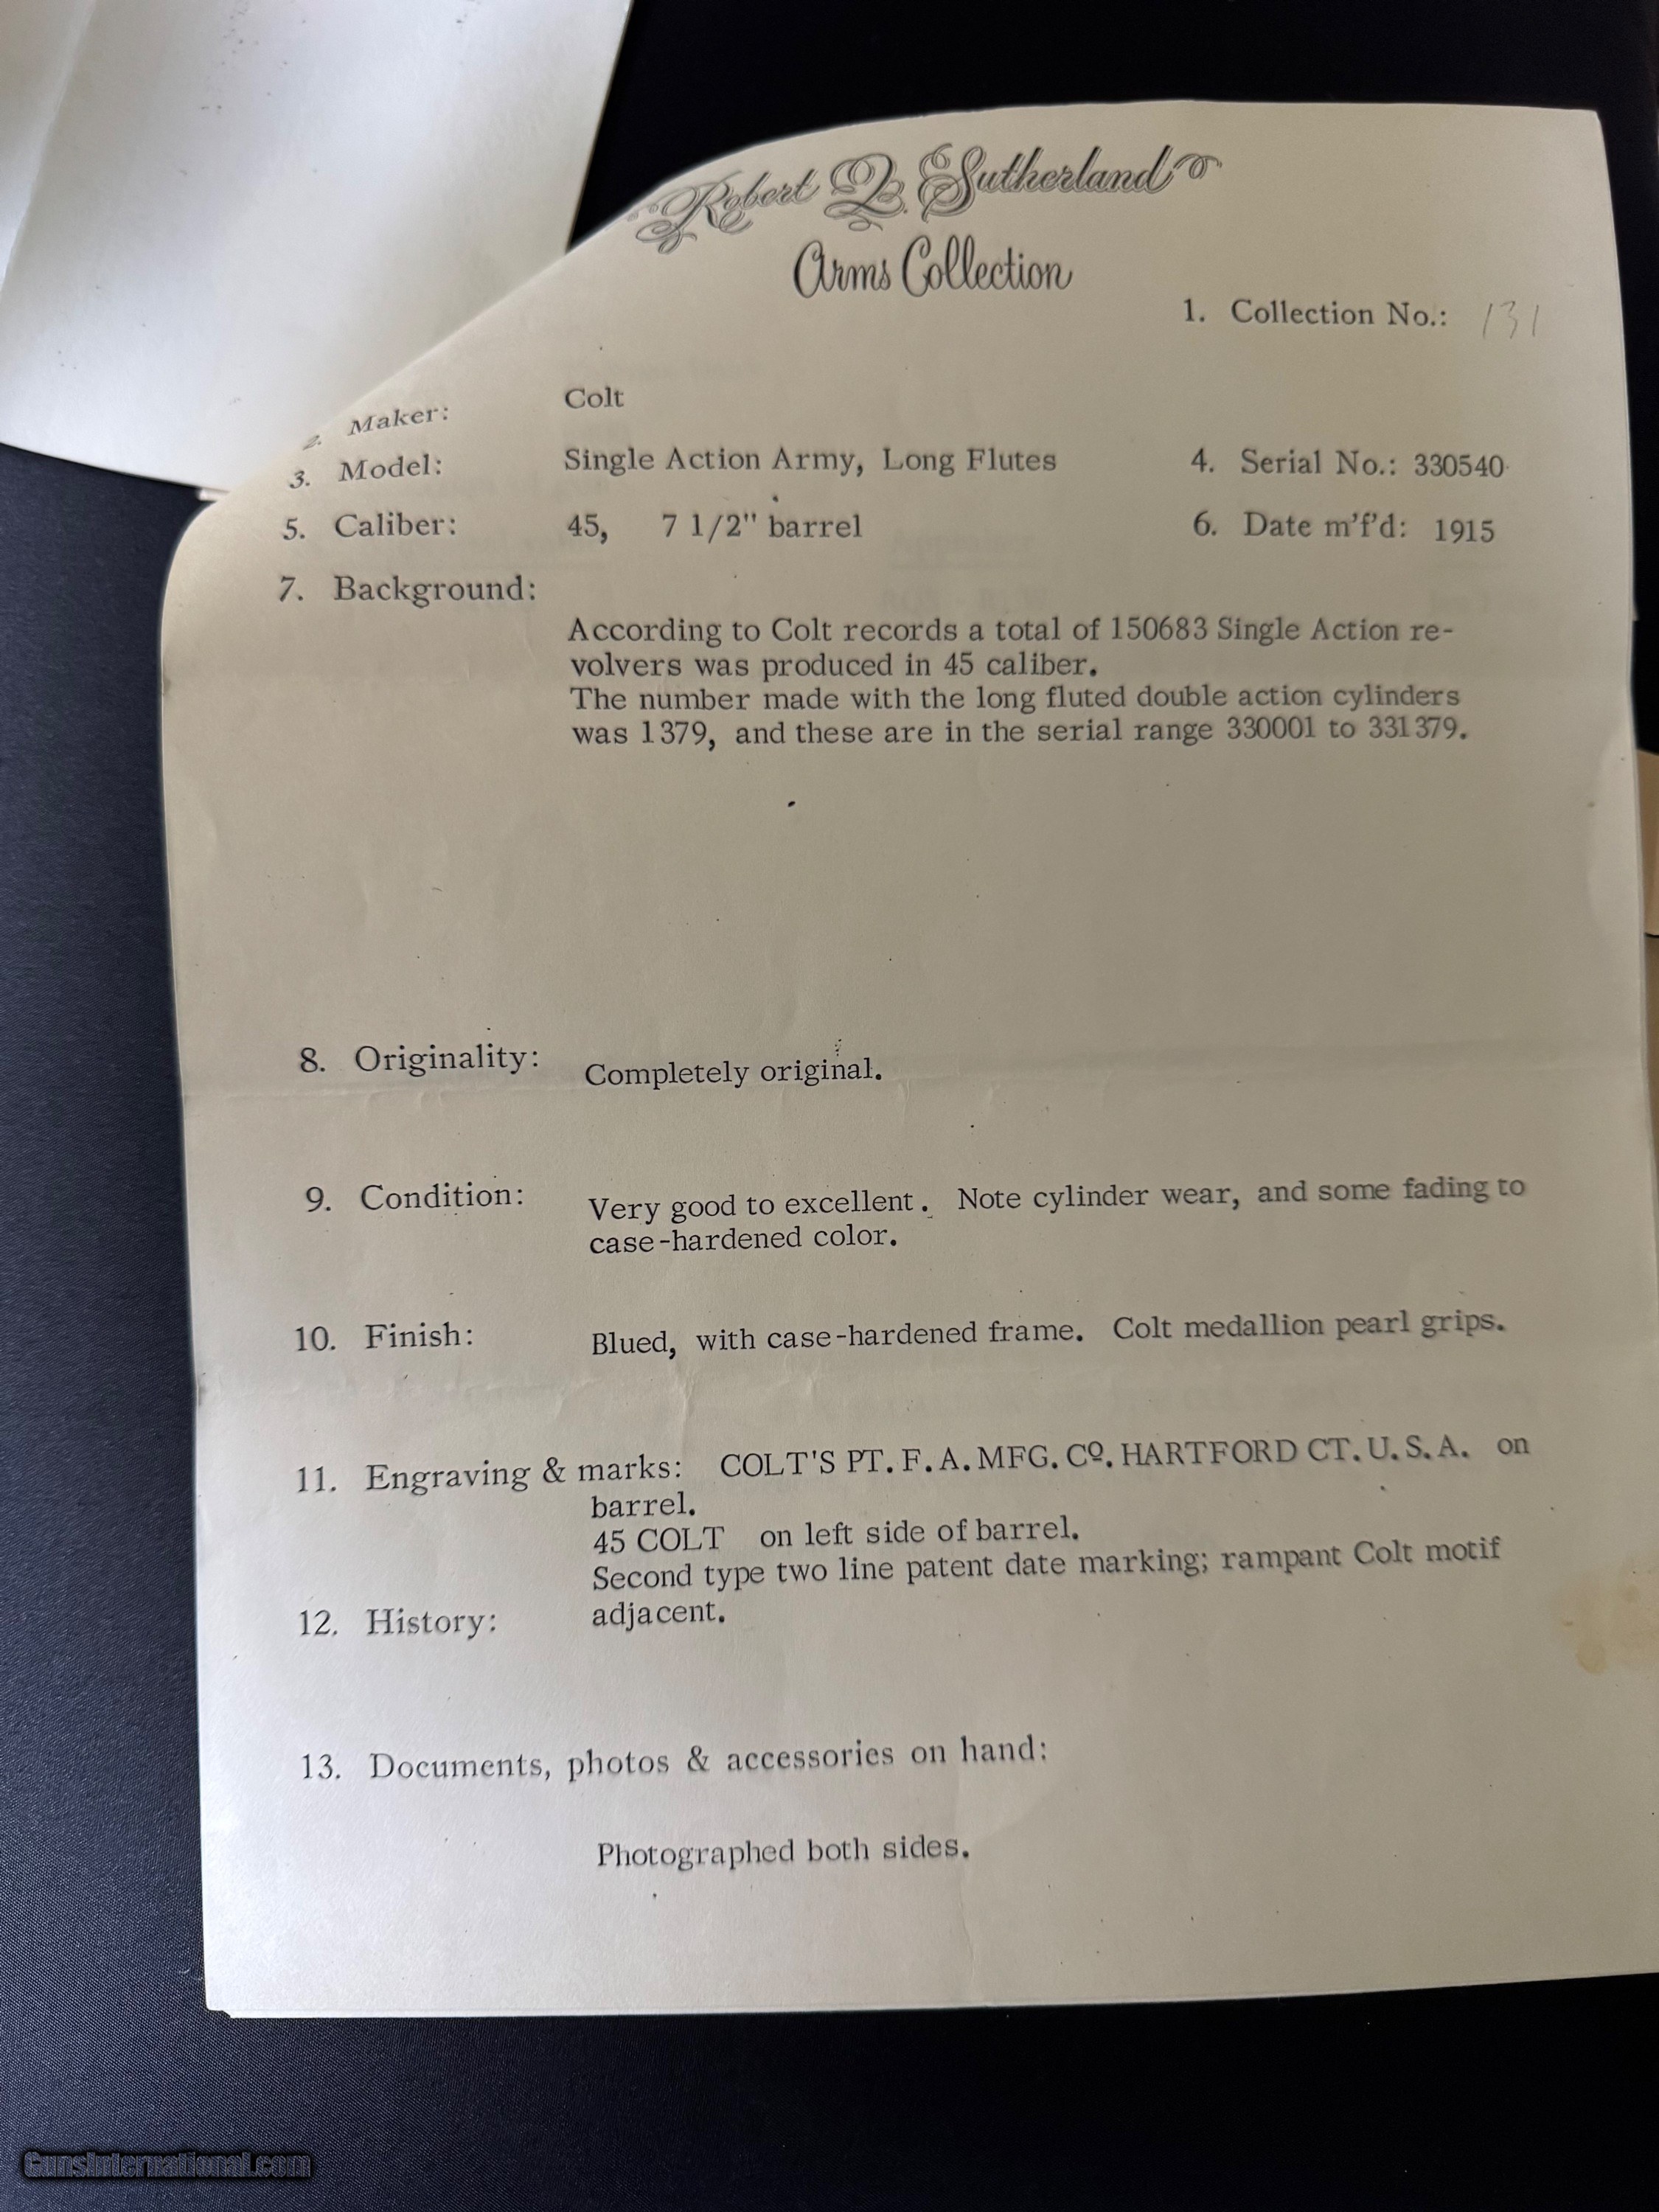 Robert Q. Sutherland
Arms Collection
1. Collection No.: 131
2. Maker: Colt
3. Model: Single Action Army, Long Flutes 4. Serial No.: 330540
5. Caliber: 45, 7 1/2" barrel 6. Date m'f'd: 1915
7. Background:
According to Colt records a total of 150683 Single Action re-
volvers was produced in 45 caliber.
The number made with the long fluted double action cylinders
was 1379, and these are in the serial range 330001 to 331379.
8. Originality: Completely original.
9. Condition: Very good to excellent. Note cylinder wear, and some fading to
case-hardened color.
10. Finish: Blued, with case-hardened frame. Colt medallion pearl grips.
11. Engraving & marks: COLT'S PT. F. A. MFG. Cº. HARTFORD CT. U. S. A. on
barrel.
45 COLT on left side of barrel.
Second type two line patent date marking; rampant Colt motif
adjacent.
12. History:
13. Documents, photos & accessories on hand:
Photographed both sides.
GunsInternational.com